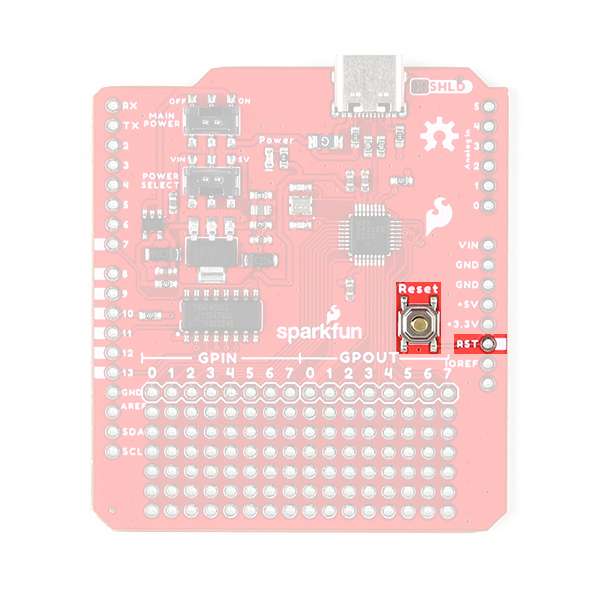 SHLD
RX
TX
2
3
4
5
6
7
8
9
10
11
12
13
GND
AREF
SDA
SCL
OFF ON
MAIN
POWER
VIN 5V
POWER
SELECT
Power
Analog In
5
4
3
2
1
0
VIN
GND
GND
+5V
+3.3V
RST
IOREF
Reset
sparkfun
GPIN GPOUT
0 1 2 3 4 5 6 7 0 1 2 3 4 5 6 7